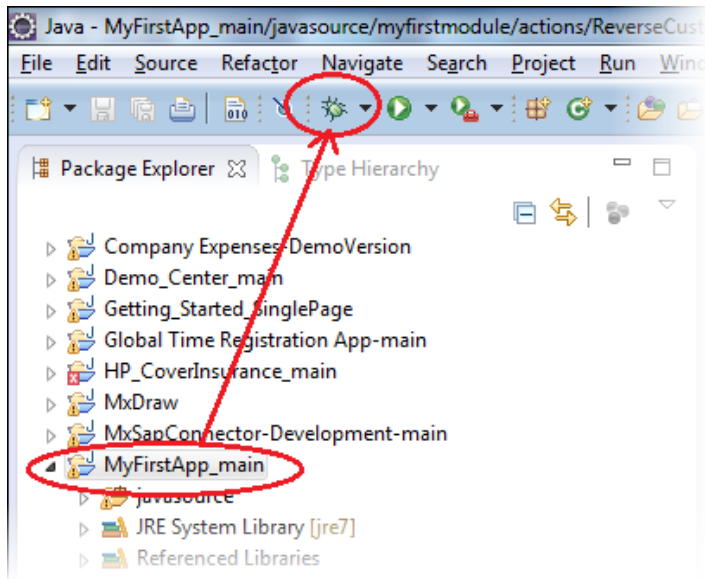 Java - MyFirstApp_main/javasource/myfirstmodule/actions/ReverseCust
File Edit Source Refactor Navigate Search Project Run Wind
Package Explorer Type Hierarchy
Company Expenses-DemoVersion
Demo_Center_main
Getting_Started_SinglePage
Global Time Registration App-main
HP_CoverInsurance_main
MxDraw
MxSapConnector-Development-main
MyFirstApp_main
javasource
JRE System Library [jre7]
Referenced Libraries